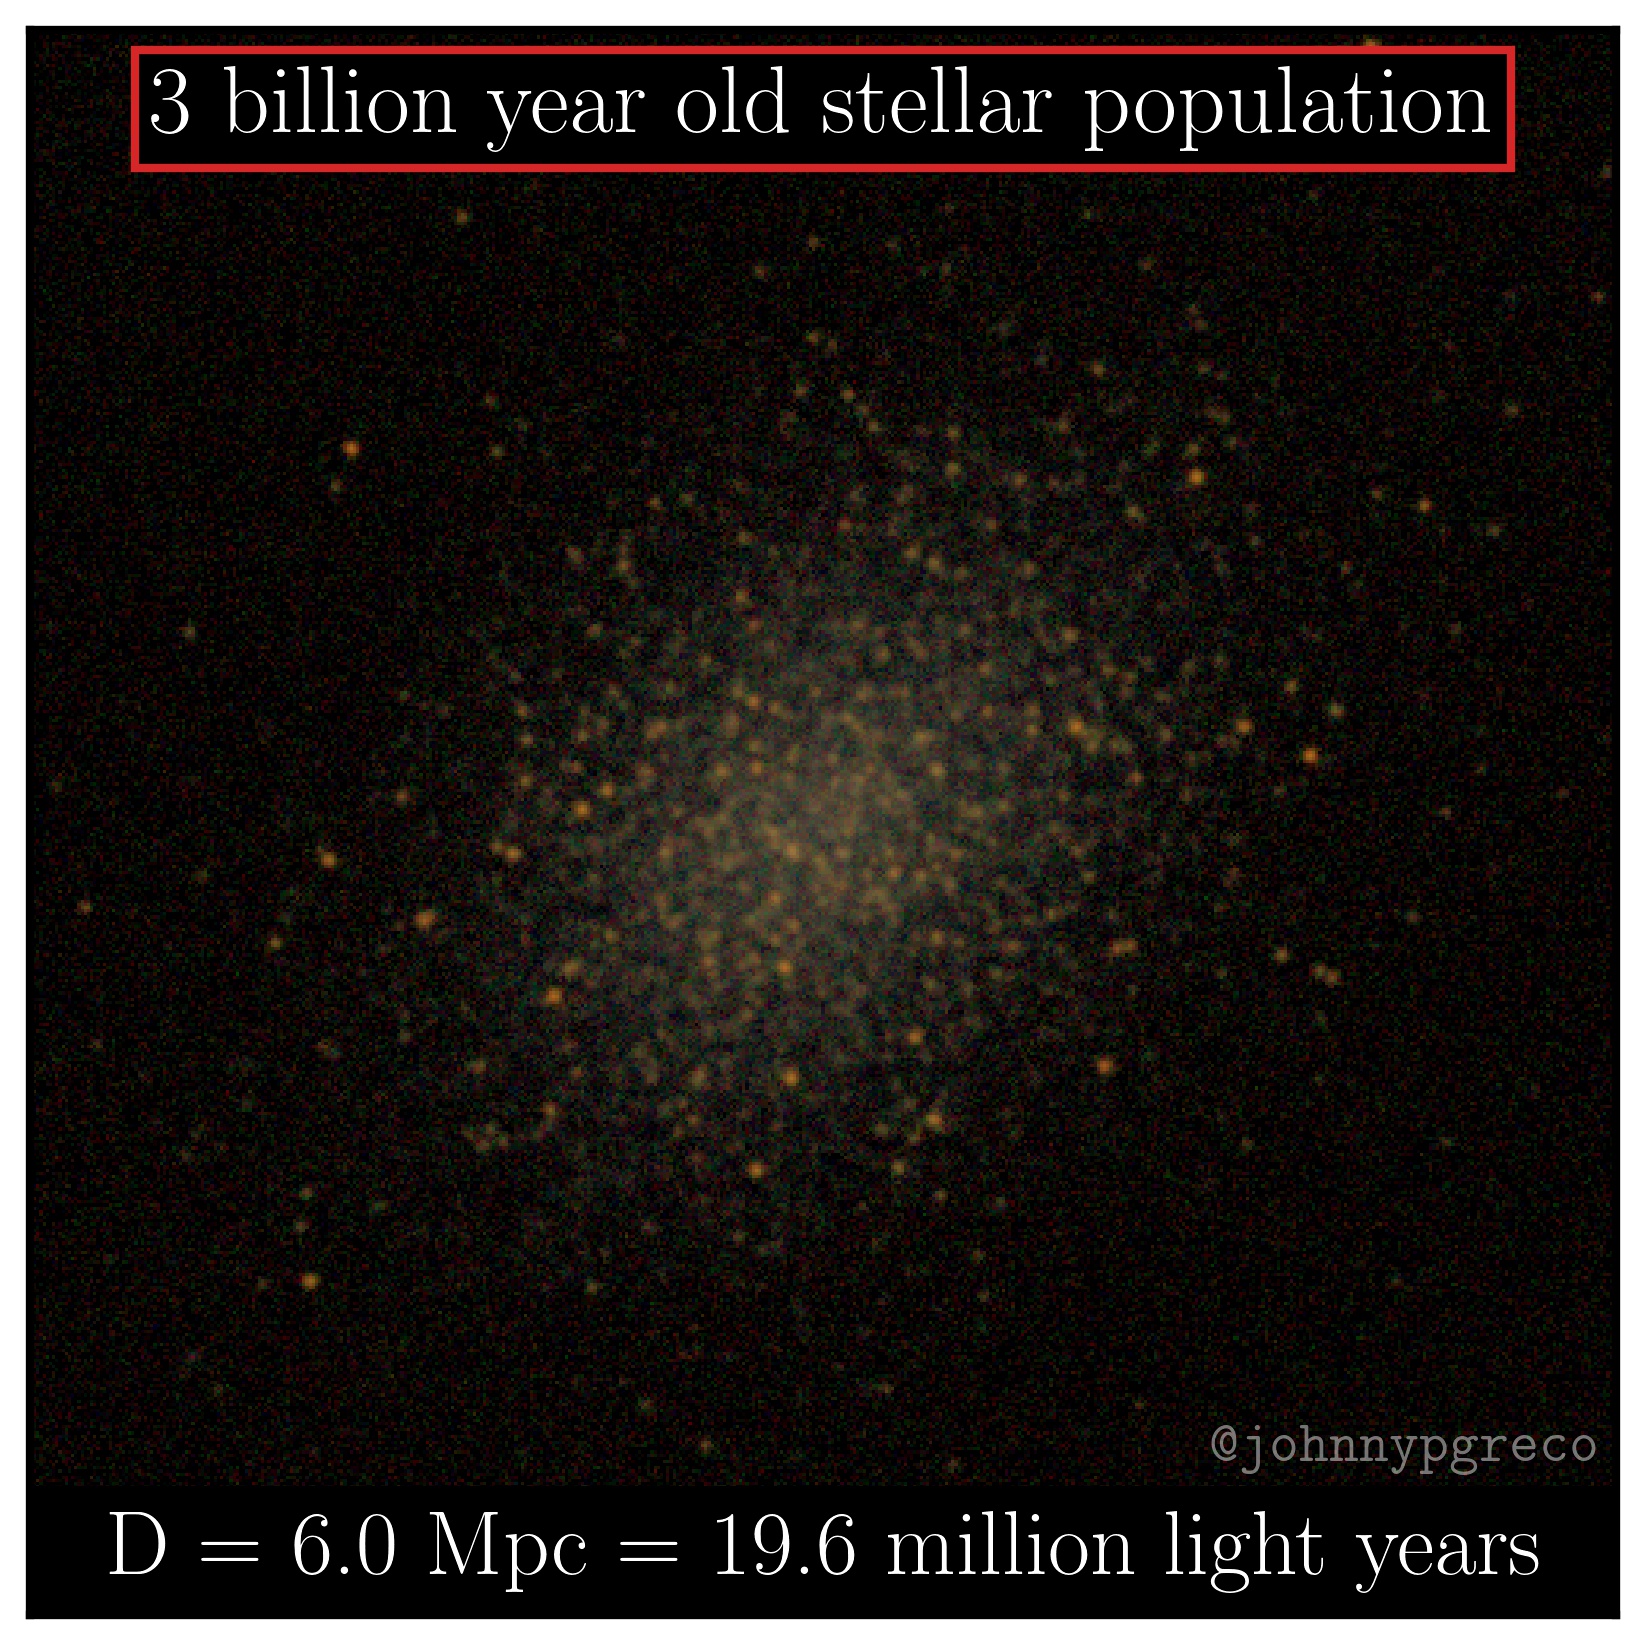 3 billion year old stellar population
@johnnypgreco
D = 6.0 Mpc = 19.6 million light years